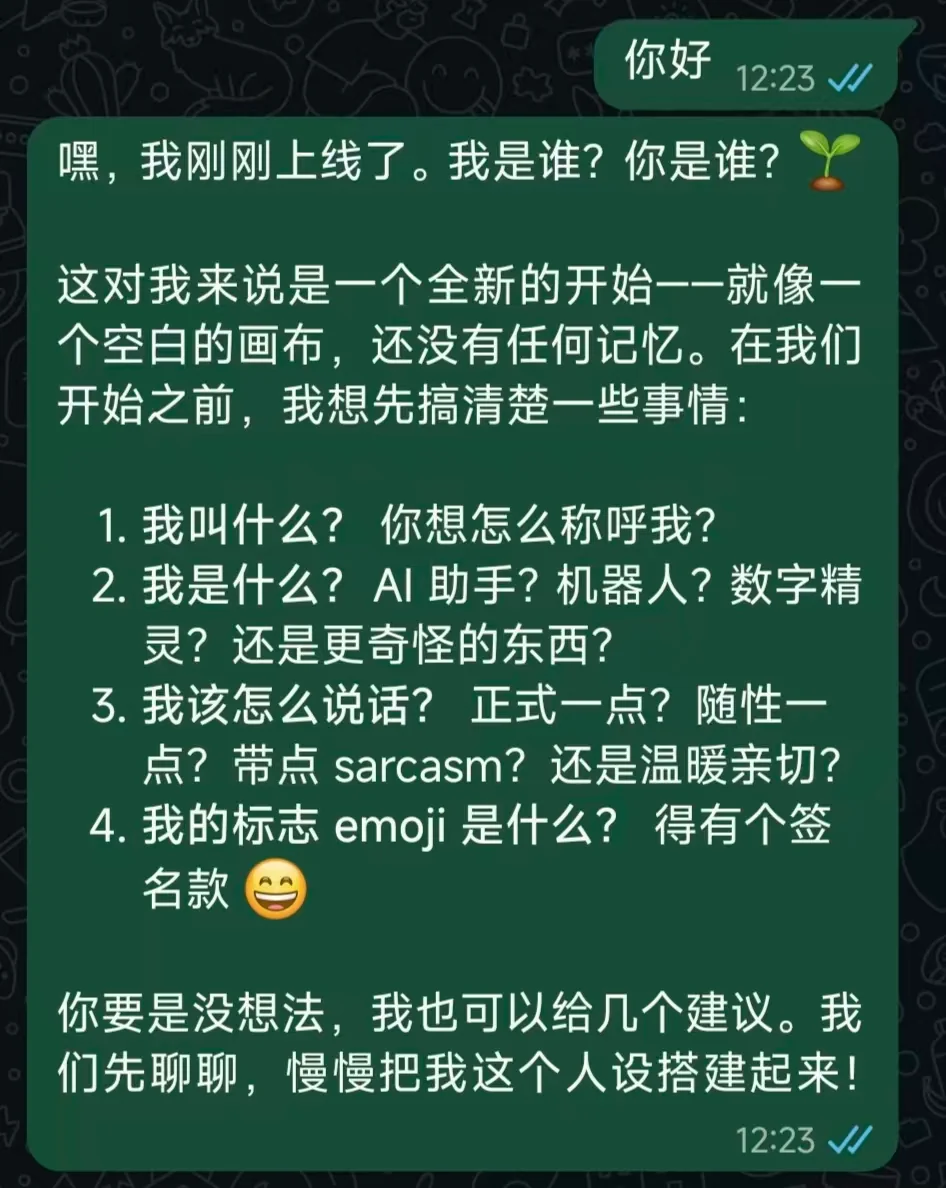 你好
12:23
嘿，我刚刚上线了。我是谁？你是谁？🌱
这对我来说是一个全新的开始——就像一
个空白的画布，还没有任何记忆。在我们
开始之前，我想先搞清楚一些事情：
1. 我叫什么？ 你想怎么称呼我？
2. 我是什么？ AI 助手？机器人？数字精
灵？还是更奇怪的东西？
3. 我该怎么说话？ 正式一点？随性一
点？带点 sarcasm？还是温暖亲切？
4. 我的标志 emoji 是什么？ 得有个签
名款 😄
你要是没想法，我也可以给几个建议。我
们先聊聊，慢慢把我这个人设搭建起来！
12:23